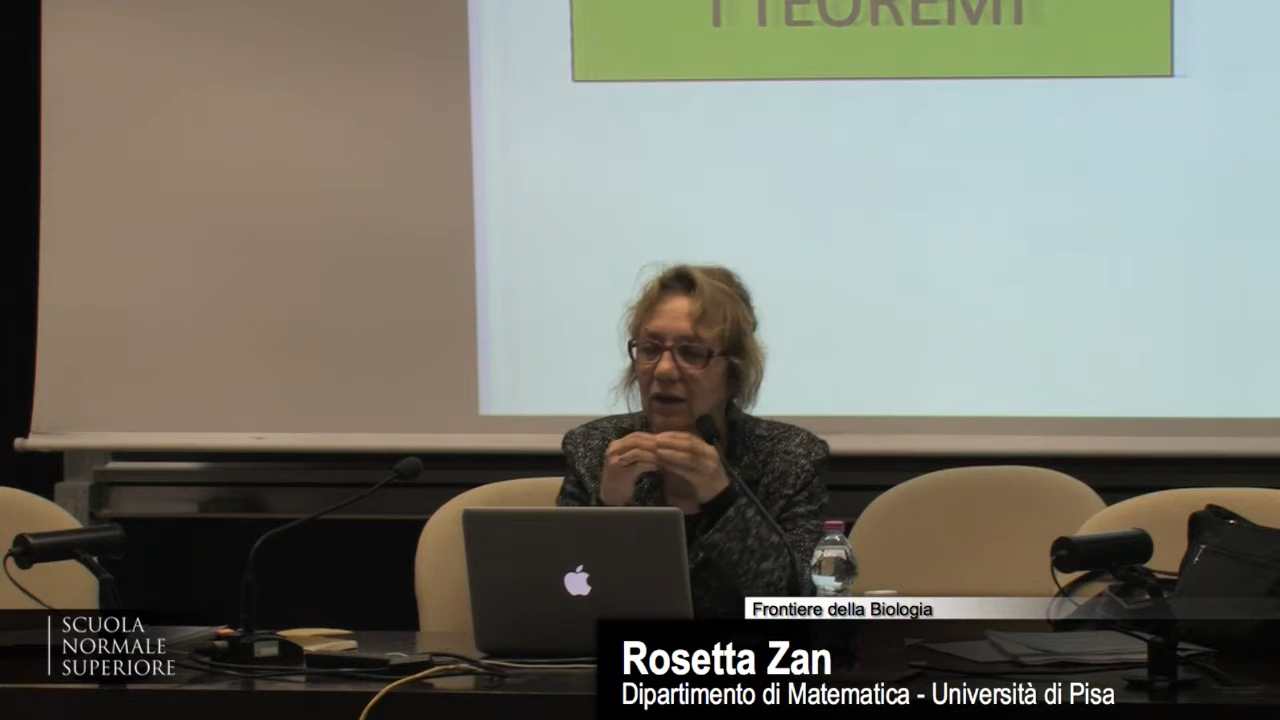 I TEOREMI
Frontiere della Biologia
Rosetta Zan
Dipartimento di Matematica - Università di Pisa
SCUOLA
NORMALE
SUPERIORE